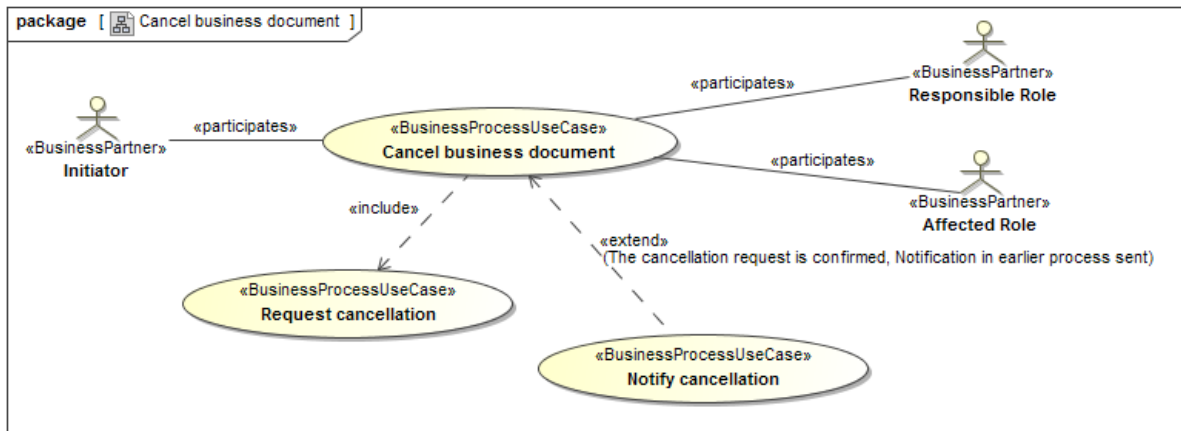 package [ Cancel business document ]
«BusinessPartner»
Responsible Role
«participates»
«BusinessPartner»
Initiator
«participates»
«BusinessProcessUseCase»
Cancel business document
«participates»
«BusinessPartner»
Affected Role
«include»
«extend»
(The cancellation request is confirmed, Notification in earlier process sent)
«BusinessProcessUseCase»
Request cancellation
«BusinessProcessUseCase»
Notify cancellation